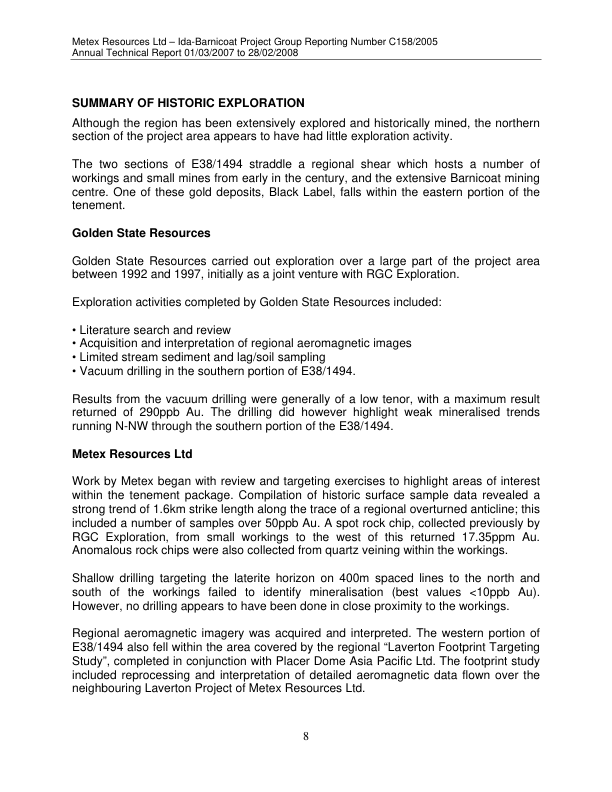 Metex Resources Ltd – Ida-Barnicoat Project Group Reporting Number C158/2005
Annual Technical Report 01/03/2007 to 28/02/2008
SUMMARY OF HISTORIC EXPLORATION
Although the region has been extensively explored and historically mined, the northern
section of the project area appears to have had little exploration activity.
The two sections of E38/1494 straddle a regional shear which hosts a number of
workings and small mines from early in the century, and the extensive Barnicoat mining
centre. One of these gold deposits, Black Label, falls within the eastern portion of the
tenement.
Golden State Resources
Golden State Resources carried out exploration over a large part of the project area
between 1992 and 1997, initially as a joint venture with RGC Exploration.
Exploration activities completed by Golden State Resources included:
• Literature search and review
• Acquisition and interpretation of regional aeromagnetic images
• Limited stream sediment and lag/soil sampling
• Vacuum drilling in the southern portion of E38/1494.
Results from the vacuum drilling were generally of a low tenor, with a maximum result
returned of 290ppb Au. The drilling did however highlight weak mineralised trends
running N-NW through the southern portion of the E38/1494.
Metex Resources Ltd
Work by Metex began with review and targeting exercises to highlight areas of interest
within the tenement package. Compilation of historic surface sample data revealed a
strong trend of 1.6km strike length along the trace of a regional overturned anticline; this
included a number of samples over 50ppb Au. A spot rock chip, collected previously by
RGC Exploration, from small workings to the west of this returned 17.35ppm Au.
Anomalous rock chips were also collected from quartz veining within the workings.
Shallow drilling targeting the laterite horizon on 400m spaced lines to the north and
south of the workings failed to identify mineralisation (best values <10ppb Au).
However, no drilling appears to have been done in close proximity to the workings.
Regional aeromagnetic imagery was acquired and interpreted. The western portion of
E38/1494 also fell within the area covered by the regional “Laverton Footprint Targeting
Study”, completed in conjunction with Placer Dome Asia Pacific Ltd. The footprint study
included reprocessing and interpretation of detailed aeromagnetic data flown over the
neighbouring Laverton Project of Metex Resources Ltd.
8